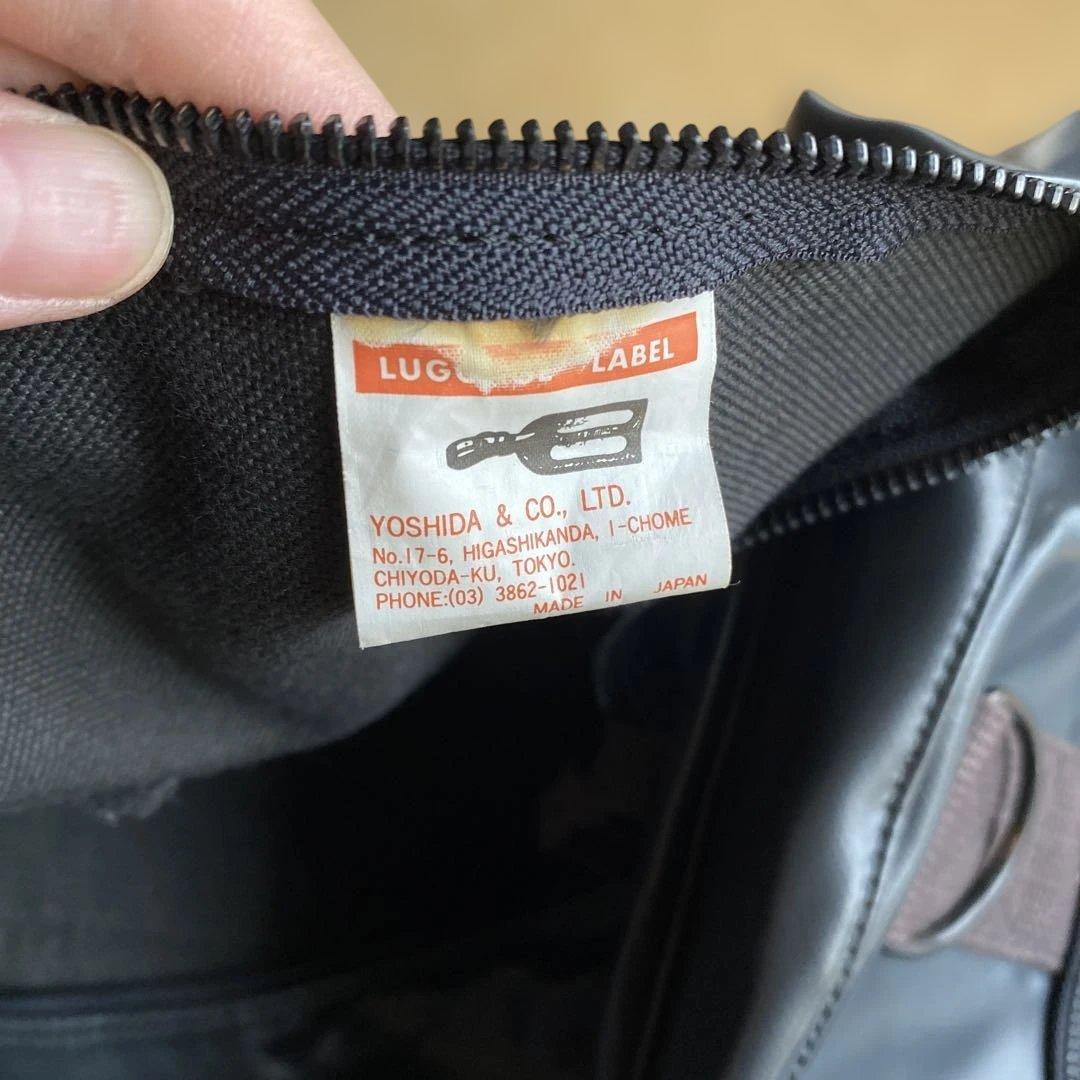 LABEL
YOSHIDA & CO., LTD.
No.17-6, HIGASHIKANDA, 1-CHOME
CHIYODA-KU, TOKYO.
PHONE:(03) 3862-1021
MADE IN JAPAN